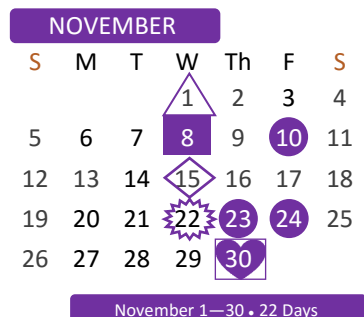 NOVEMBER
S M T W Th F S
1 2 3 4
5 6 7 8 9 10 11
12 13 14 15 16 17 18
19 20 21 22 23 24 25
26 27 28 29 30
November 1—30 • 22 Days